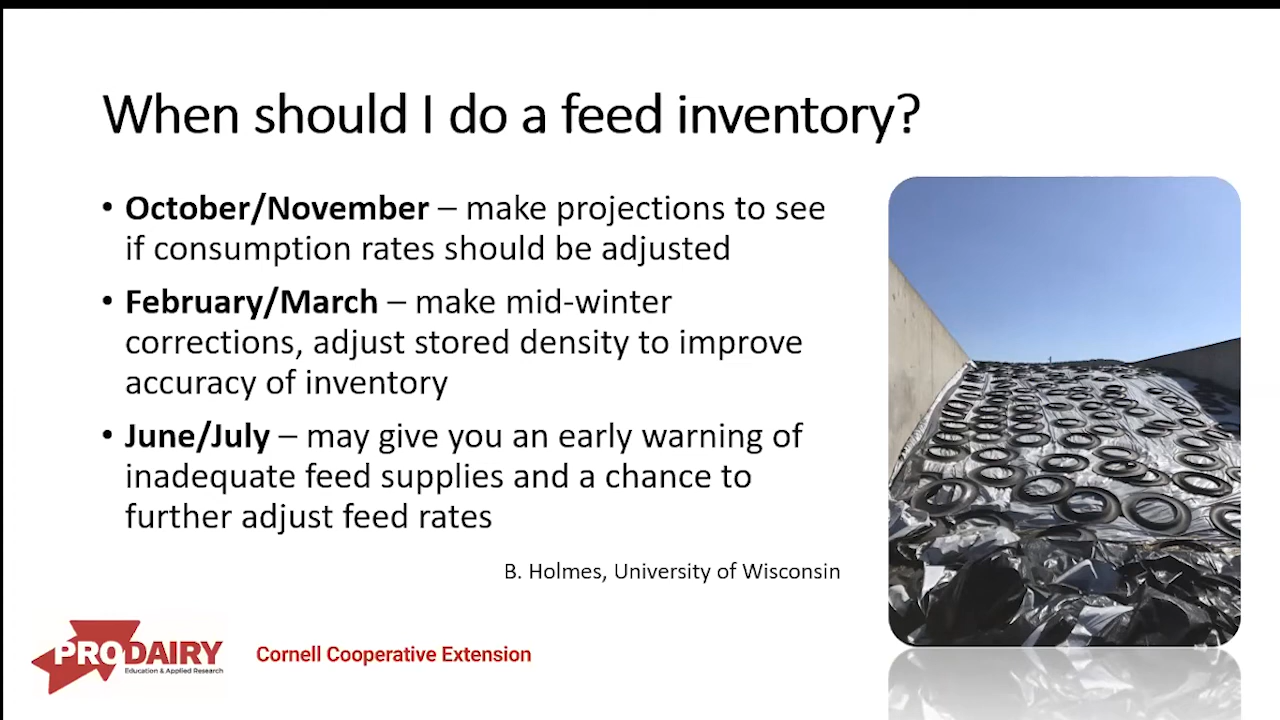 When should I do a feed inventory?
• October/November – make projections to see
if consumption rates should be adjusted
• February/March – make mid-winter
corrections, adjust stored density to improve
accuracy of inventory
• June/July – may give you an early warning of
inadequate feed supplies and a chance to
further adjust feed rates
B. Holmes, University of Wisconsin
PRODAIRY
Education & Applied Research
Cornell Cooperative Extension